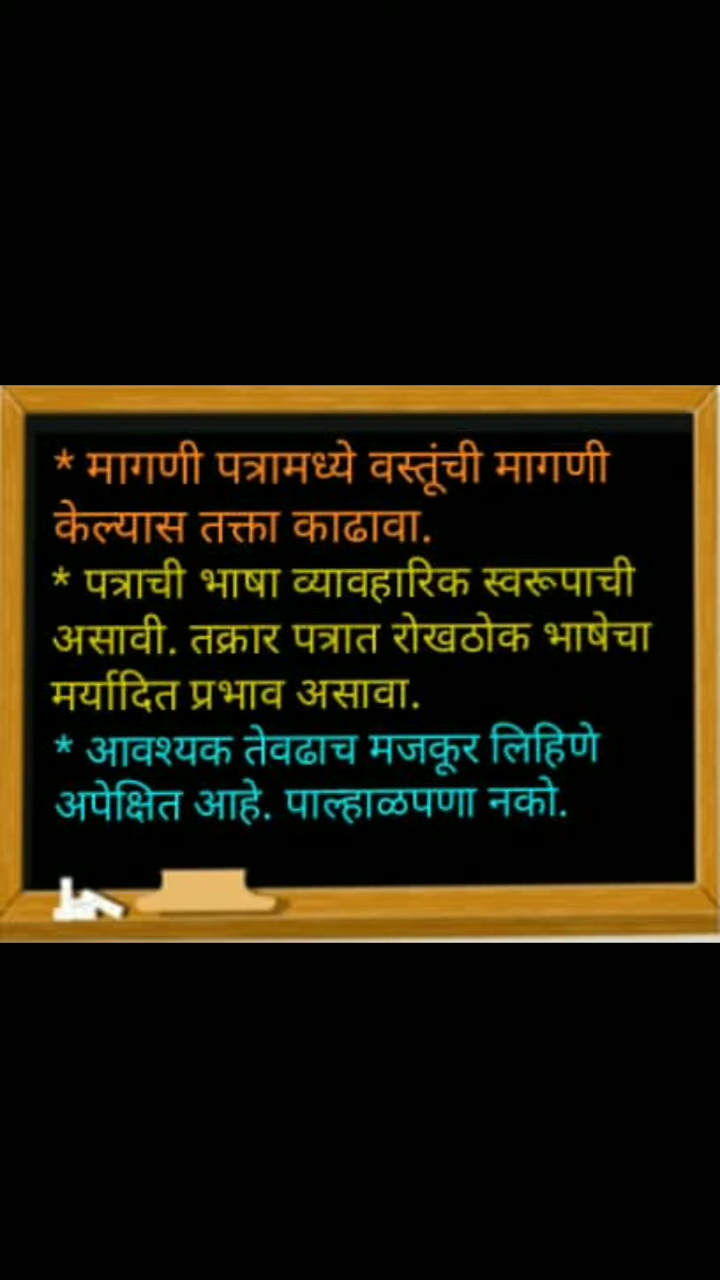 * मागणी पत्रामध्ये वस्तूंची मागणी
केल्यास तक्ता काढावा.
* पत्राची भाषा व्यावहारिक स्वरूपाची
असावी. तक्रार पत्रात रोखठोक भाषेचा
मर्यादित प्रभाव असावा.
* आवश्यक तेवढाच मजकूर लिहिणे
अपेक्षित आहे. पाल्हाळपणा नको.